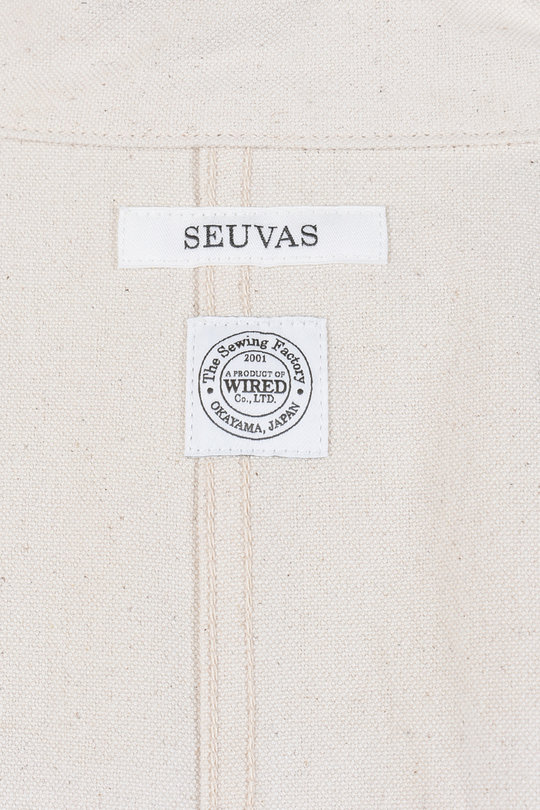 SEUVAS
The Sewing Factory
2001
A PRODUCT OF
WIRED
Co., LTD.
OKAYAMA, JAPAN